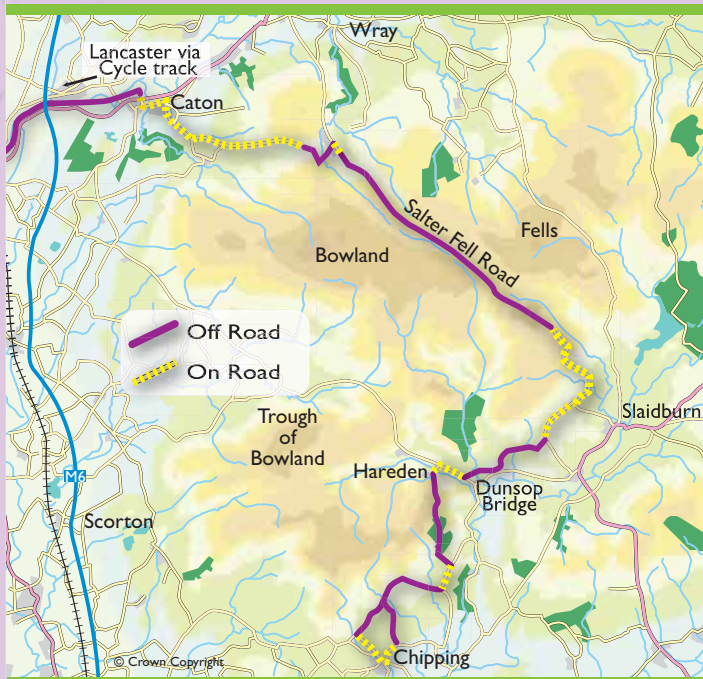 Wray
Lancaster via
Cycle track
Caton
Salter Fell Road
Fells
Bowland
Off Road
On Road
Slaidburn
Trough
of
Bowland
Hareden
Dunsop
Bridge
M6
Scorton
Chipping
© Crown Copyright